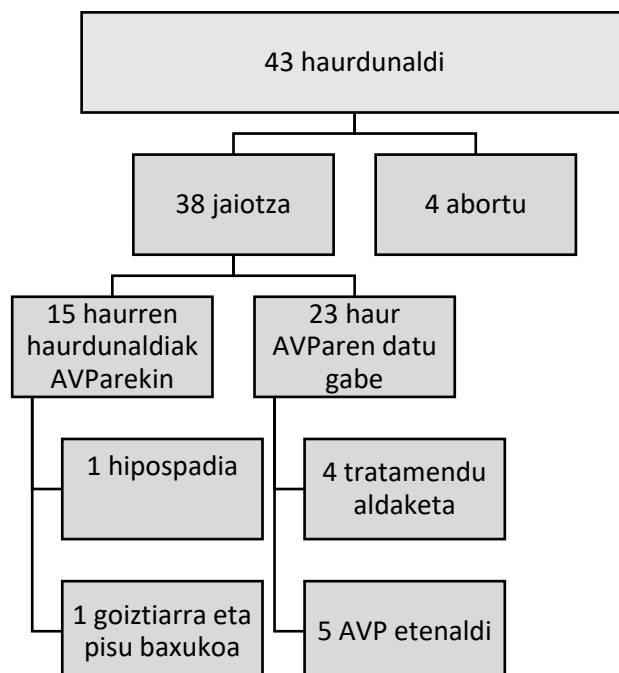 43 haurdunaldi
38 jaiotza
4 abortu
15 haurren
haurdunaldiak
AVParekin
23 haur
AVParen datu
gabe
1 hipospadia
4 tratamendu
aldaketa
1 goiztiarra eta
pisu baxukoa
5 AVP etenaldi